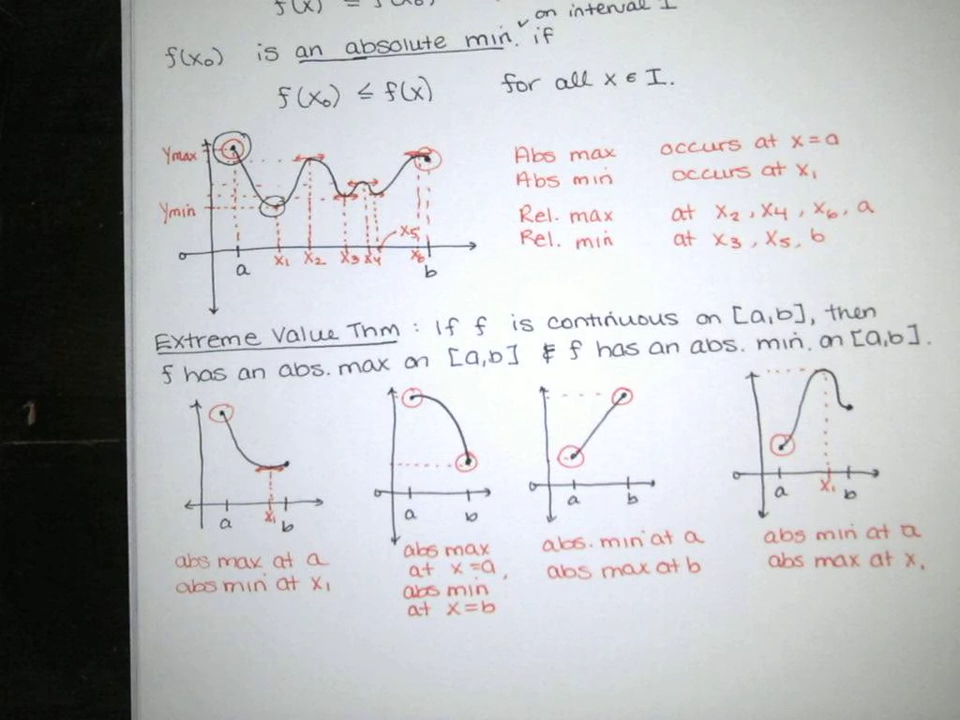 on interval I
f(x₀) is an absolute min. if
f(x₀) ≤ f(x) for all x ∈ I.
Ymax
Ymin
a x₁ x₂ x₃ x₄ x₅ x₆ b
Abs max occurs at x=a
Abs min occurs at x₁
Rel. max at x₂, x₄, x₆, a
Rel. min at x₃, x₅, b
Extreme Value Thm : If f is continuous on [a,b], then
f has an abs. max on [a,b] & f has an abs. min. on [a,b].
a x₁ b
abs max at a
abs min at x₁
a b
abs max
at x=a,
abs min
at x=b
a b
abs. min at a
abs max at b
a x₁ b
abs min at a
abs max at x₁